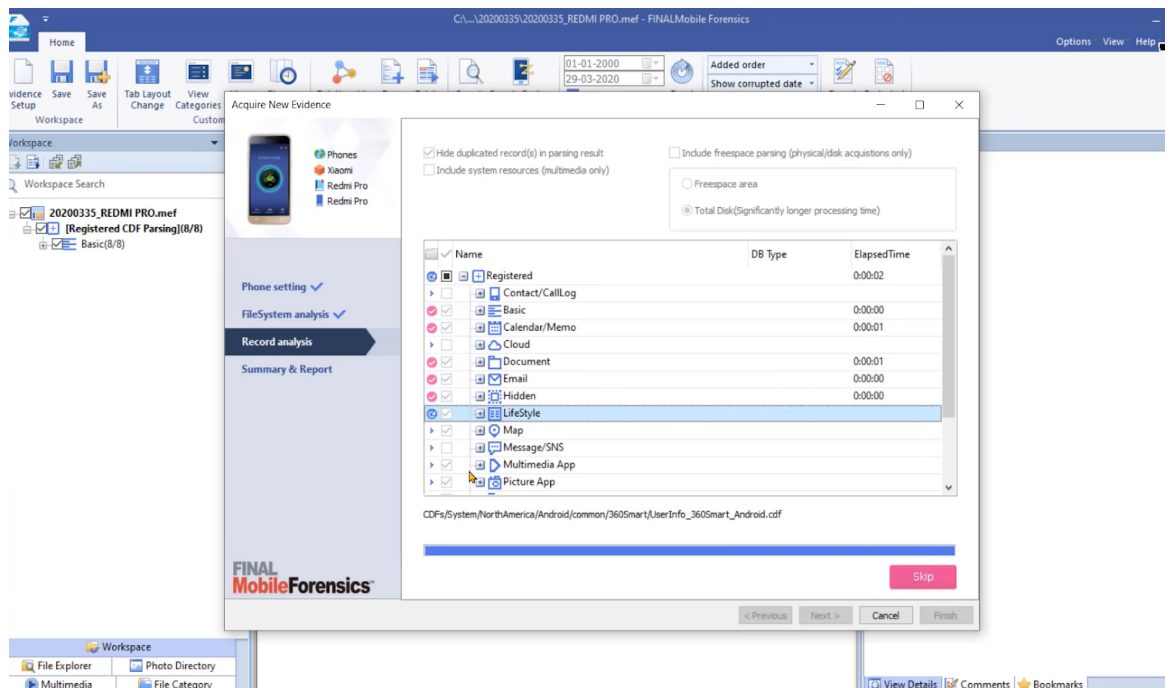 C:\...\20200335\20200335_REDMI PRO.mef - FINALMobile Forensics
Home
Options View Help
Setup
Save
Save As
Tab Layout Change
View Categories
01-01-2000
29-03-2020
Added order
Show corrupted date
Workspace
Custom
Workspace Search
20200335_REDMI PRO.mef
[Registered CDF Parsing](8/8)
Basic(8/8)
Acquire New Evidence
Phones
Xiaomi
Redmi Pro
Redmi Pro
Phone setting
FileSystem analysis
Record analysis
Summary & Report
FINAL
MobileForensics™
Hide duplicated record(s) in parsing result
Include system resources (multimedia only)
Include freespace parsing (physical/disk acquistions only)
Freespace area
Total Disk(Significantly longer processing time)
Name DB Type ElapsedTime
Registered 0:00:02
Contact/CallLog
Basic 0:00:00
Calendar/Memo 0:00:01
Cloud
Document 0:00:01
Email 0:00:00
Hidden 0:00:00
LifeStyle
Map
Message/SNS
Multimedia App
Picture App
CDFs/System/NorthAmerica/Android/common/360Smart/UserInfo_360Smart_Android.cdf
Skip
< Previous Next > Cancel Finish
Workspace
File Explorer Photo Directory
Multimedia File Category
View Details Comments Bookmarks